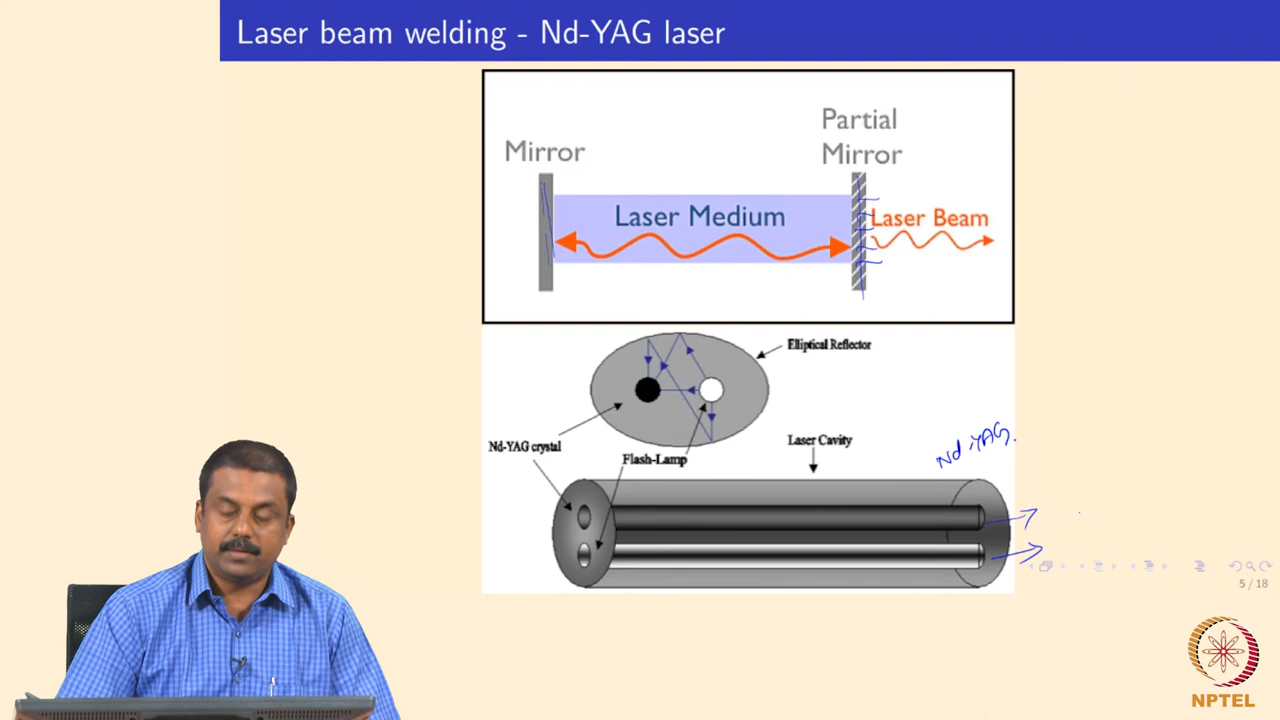 Laser beam welding - Nd-YAG laser
Partial
Mirror
Mirror
Laser Medium
Laser Beam
Elliptical Reflector
Nd-YAG crystal
Flash-Lamp
Laser Cavity
Nd YAG.
5 / 18
NPTEL